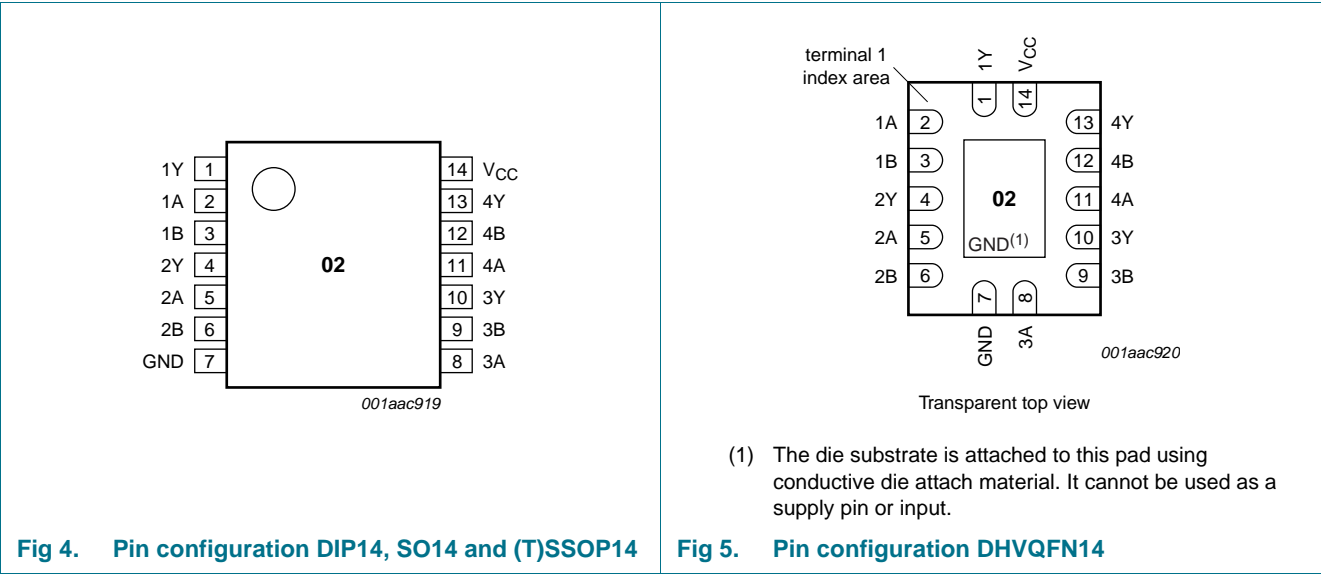 1Y 1
1A 2
1B 3
2Y 4
2A 5
2B 6
GND 7
02
14 VCC
13 4Y
12 4B
11 4A
10 3Y
9 3B
8 3A
001aac919
Fig 4. Pin configuration DIP14, SO14 and (T)SSOP14
terminal 1
index area
1Y
VCC
1
14
1A 2
1B 3
2Y 4
2A 5
2B 6
02
GND(1)
13 4Y
12 4B
11 4A
10 3Y
9 3B
7
8
GND
3A
001aac920
Transparent top view
(1) The die substrate is attached to this pad using
conductive die attach material. It cannot be used as a
supply pin or input.
Fig 5. Pin configuration DHVQFN14